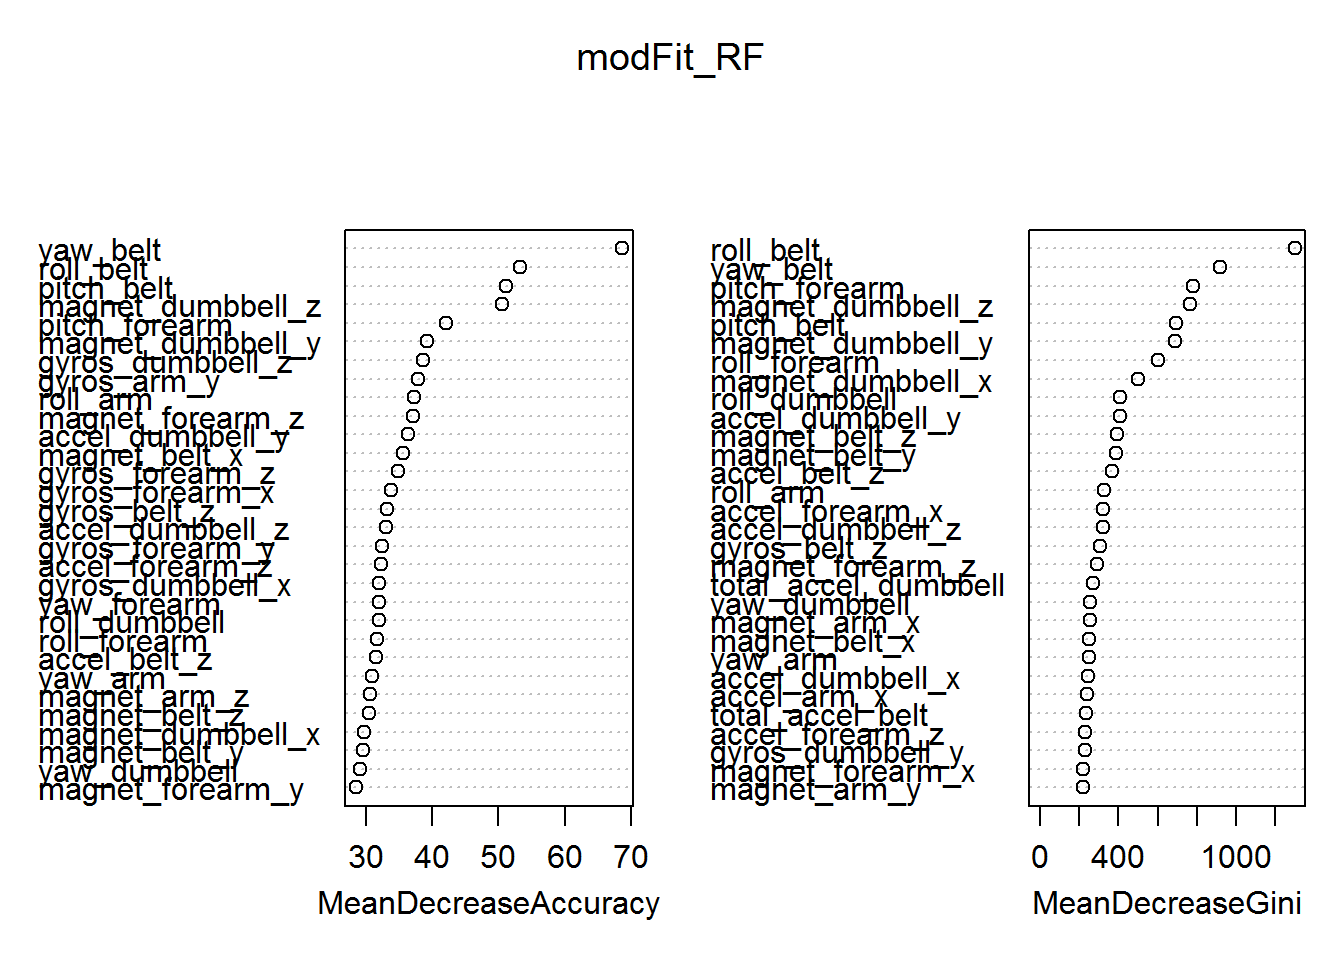 modFit_RF
yaw_belt
roll_belt
pitch_belt
magnet_dumbbell_z
pitch_forearm
magnet_dumbbell_y
gyros_dumbbell_z
gyros_arm_y
roll_arm
magnet_forearm_z
accel_dumbbell_y
magnet_belt_x
gyros_forearm_z
gyros_forearm_x
gyros_belt_z
accel_dumbbell_z
gyros_forearm_y
accel_forearm_z
gyros_dumbbell_x
yaw_forearm
roll_dumbbell
roll_forearm
accel_belt_z
yaw_arm
magnet_arm_z
magnet_belt_z
magnet_dumbbell_x
magnet_belt_y
yaw_dumbbell
magnet_forearm_y
30 40 50 60 70
MeanDecreaseAccuracy
roll_belt
yaw_belt
pitch_forearm
magnet_dumbbell_z
pitch_belt
magnet_dumbbell_y
roll_forearm
magnet_dumbbell_x
roll_dumbbell
accel_dumbbell_y
magnet_belt_z
magnet_belt_y
accel_belt_z
roll_arm
accel_forearm_x
accel_dumbbell_z
gyros_belt_z
magnet_forearm_z
total_accel_dumbbell
yaw_dumbbell
magnet_arm_x
magnet_belt_x
yaw_arm
accel_dumbbell_x
accel_arm_x
total_accel_belt
accel_forearm_z
gyros_dumbbell_y
magnet_forearm_x
magnet_arm_y
0 400 1000
MeanDecreaseGini